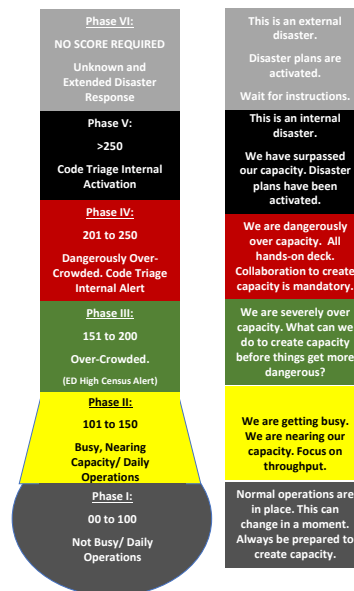 Phase VI:
NO SCORE REQUIRED
Unknown and
Extended Disaster
Response
This is an external
disaster.
Disaster plans are
activated.
Wait for instructions.
Phase V:
>250
Code Triage Internal
Activation
This is an internal
disaster.
We have surpassed
our capacity. Disaster
plans have been
activated.
Phase IV:
201 to 250
Dangerously Over-
Crowded. Code Triage
Internal Alert
We are dangerously
over capacity. All
hands-on deck.
Collaboration to create
capacity is mandatory.
Phase III:
151 to 200
Over-Crowded.
(ED High Census Alert)
We are severely over
capacity. What can we
do to create capacity
before things get more
dangerous?
Phase II:
101 to 150
Busy, Nearing
Capacity/ Daily
Operations
We are getting busy.
We are nearing our
capacity. Focus on
throughput.
Phase I:
00 to 100
Not Busy/ Daily
Operations
Normal operations are
in place. This can
change in a moment.
Always be prepared to
create capacity.